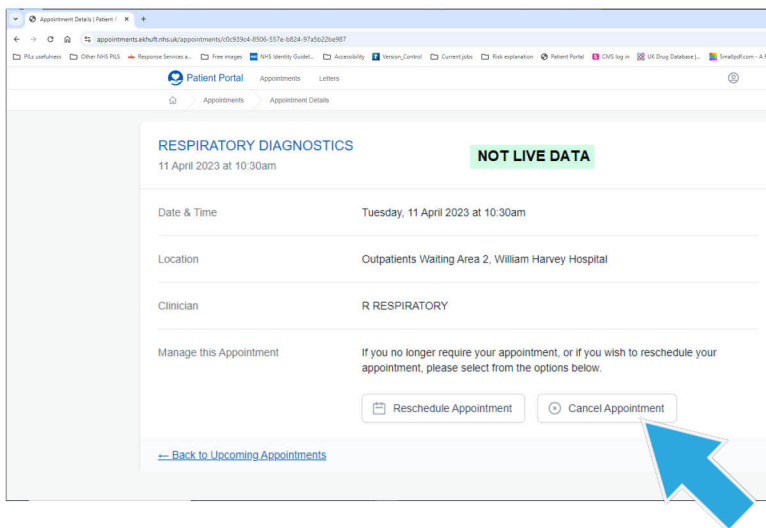 Appointment Details | Patient
appointments.ekhuft.nhs.uk/appointments/c0c939c4-8506-557e-b824-97a5b22be987
PILs usefulness Other NHS PILS Response Services a... Free images NHS Identity Guidel... Accessibility Version_Control Current jobs Risk explanation Patient Portal CMS log in UK Drug Database |... Smallpdf.com - A F
Patient Portal Appointments Letters
Appointments Appointment Details
RESPIRATORY DIAGNOSTICS
NOT LIVE DATA
11 April 2023 at 10:30am
Date & Time Tuesday, 11 April 2023 at 10:30am
Location Outpatients Waiting Area 2, William Harvey Hospital
Clinician R RESPIRATORY
Manage this Appointment If you no longer require your appointment, or if you wish to reschedule your
appointment, please select from the options below.
Reschedule Appointment Cancel Appointment
← Back to Upcoming Appointments